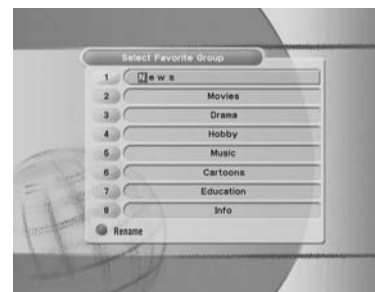 Select Favorite Group
1 News
2 Movies
3 Drama
4 Hobby
5 Music
6 Cartoons
7 Education
8 Info
Rename